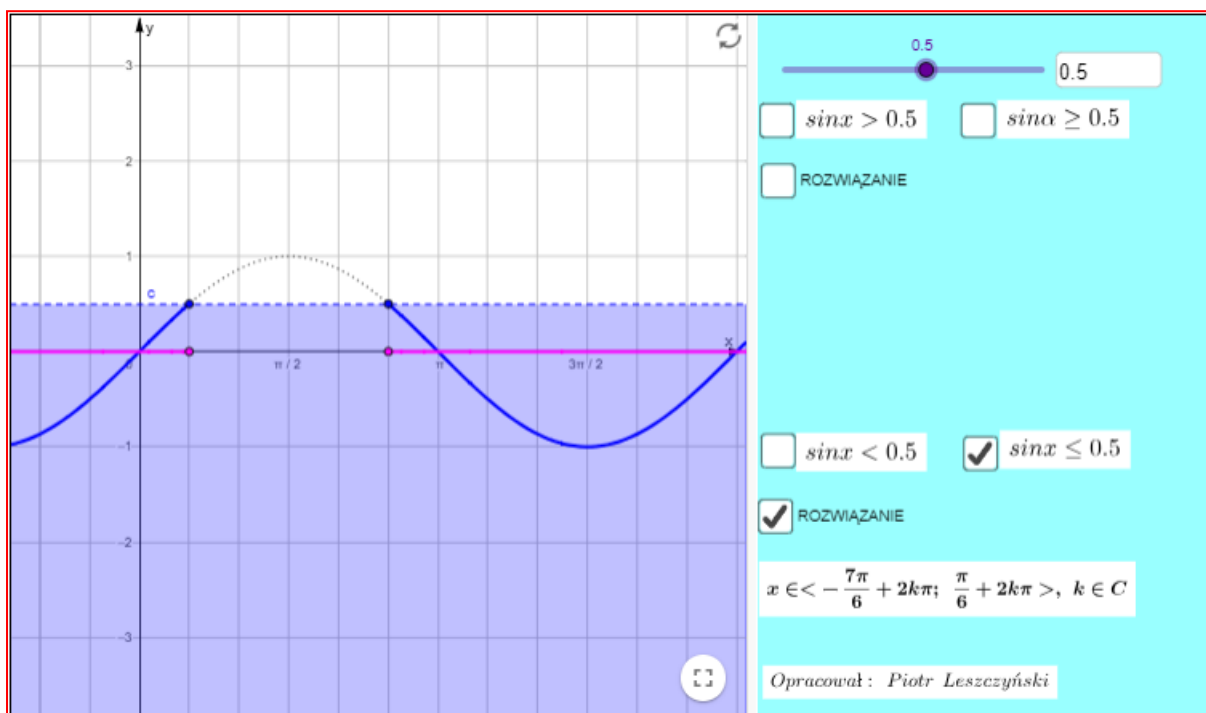 y
3
2
1
c
x
0
π / 2
π
3π / 2
−1
−2
−3
0.5
0.5
sinx > 0.5
sinα ≥ 0.5
ROZWIĄZANIE
sinx < 0.5
sinx ≤ 0.5
ROZWIĄZANIE
x ∈< − 7π/6 + 2kπ; π/6 + 2kπ >, k ∈ C
Opracował : Piotr Leszczyński